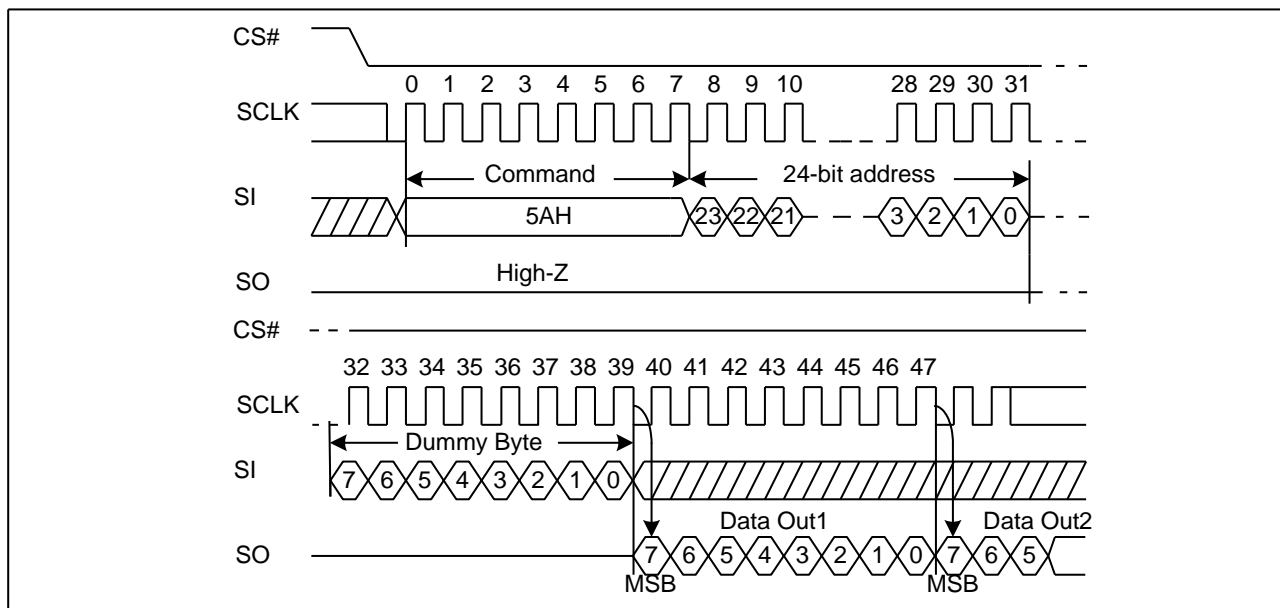 CS#
0 1 2 3 4 5 6 7 8 9 10 28 29 30 31
SCLK
Command 24-bit address
SI
5AH 23 22 21 3 2 1 0
High-Z
SO
CS#
32 33 34 35 36 37 38 39 40 41 42 43 44 45 46 47
SCLK
Dummy Byte
SI
7 6 5 4 3 2 1 0
Data Out1 Data Out2
SO
7 6 5 4 3 2 1 0 7 6 5
MSB MSB